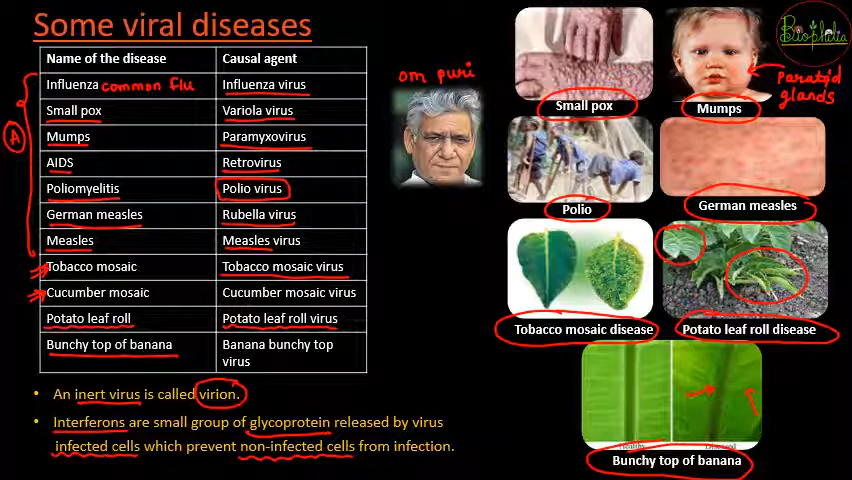 Some viral diseases
Name of the disease Causal agent
Influenza common flu Influenza virus
Small pox Variola virus
Mumps Paramyxovirus
AIDS Retrovirus
Poliomyelitis Polio virus
German measles Rubella virus
Measles Measles virus
Tobacco mosaic Tobacco mosaic virus
Cucumber mosaic Cucumber mosaic virus
Potato leaf roll Potato leaf roll virus
Bunchy top of banana Banana bunchy top
virus
A
• An inert virus is called virion.
• Interferons are small group of glycoprotein released by virus
infected cells which prevent non-infected cells from infection.
om puri
Small pox
Mumps
Paratoid
glands
Biophilia
Polio
German measles
Tobacco mosaic disease
Potato leaf roll disease
Healthy Diseased
Bunchy top of banana